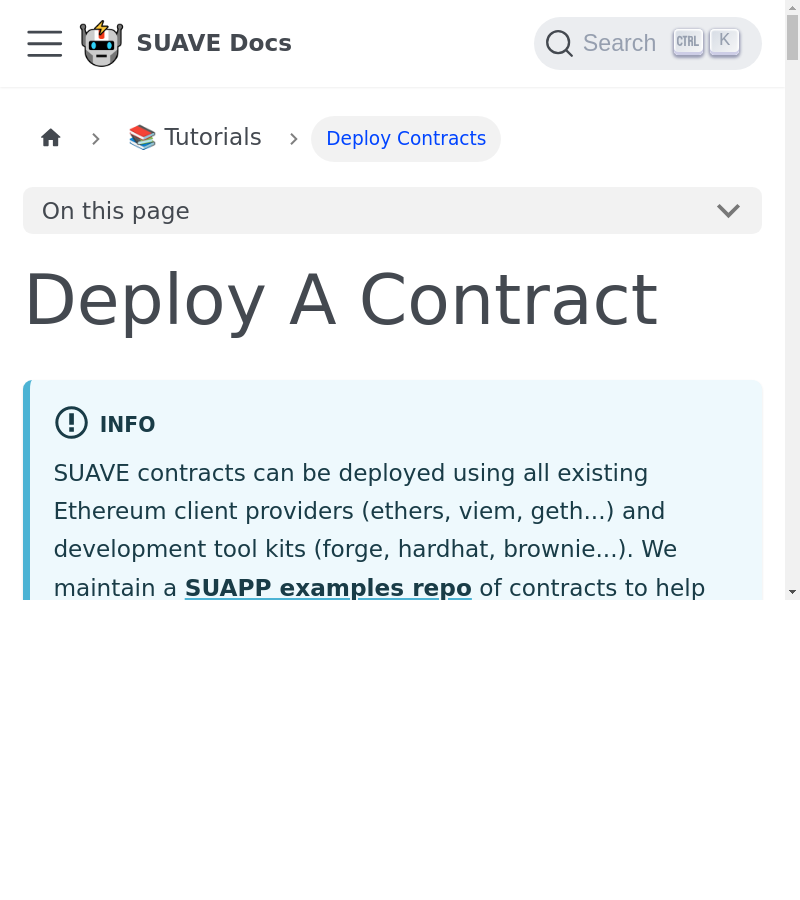 SUAVE Docs
Search CTRL K
📚 Tutorials
Deploy Contracts
On this page
Deploy A Contract
INFO
SUAVE contracts can be deployed using all existing
Ethereum client providers (ethers, viem, geth...) and
development tool kits (forge, hardhat, brownie...). We
maintain a SUAPP examples repo of contracts to help